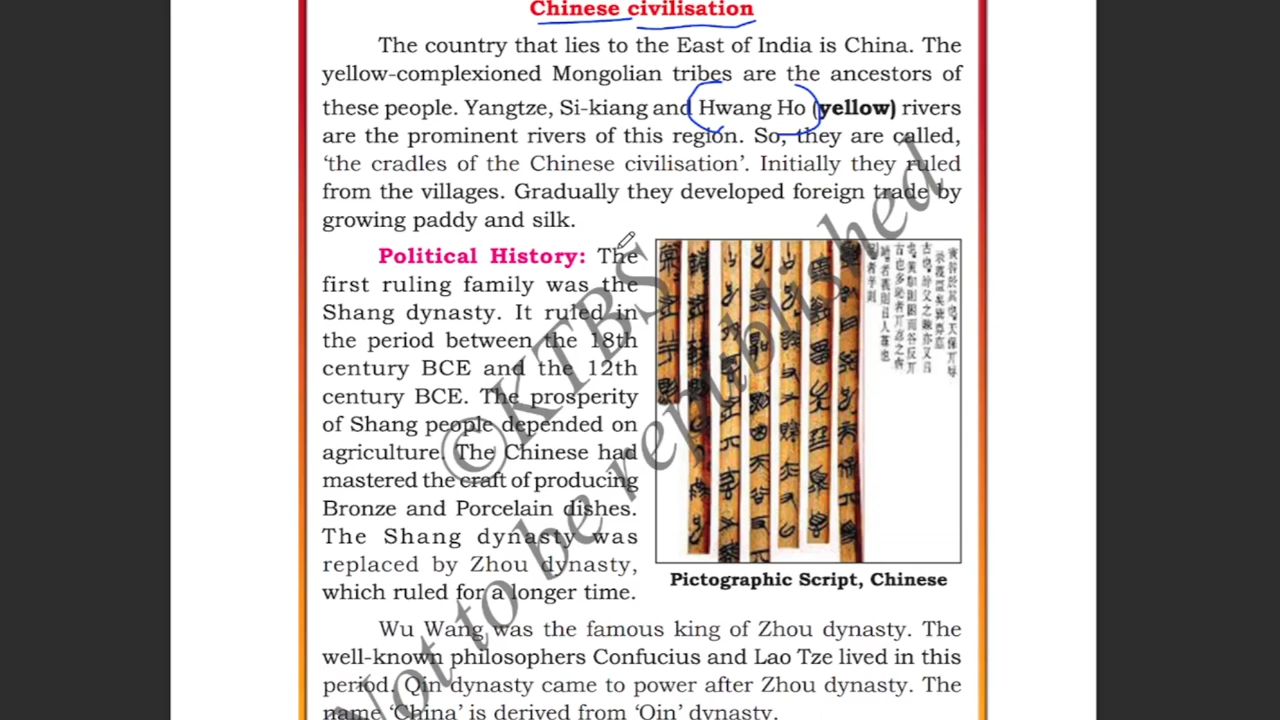 Chinese civilisation
The country that lies to the East of India is China. The
yellow-complexioned Mongolian tribes are the ancestors of
these people. Yangtze, Si-kiang and Hwang Ho (yellow) rivers
are the prominent rivers of this region. So, they are called,
‘the cradles of the Chinese civilisation’. Initially they ruled
from the villages. Gradually they developed foreign trade by
growing paddy and silk.
Political History: The
first ruling family was the
Shang dynasty. It ruled in
the period between the 18th
century BCE and the 12th
century BCE. The prosperity
of Shang people depended on
agriculture. The Chinese had
mastered the craft of producing
Bronze and Porcelain dishes.
The Shang dynasty was
replaced by Zhou dynasty,
which ruled for a longer time.
Pictographic Script, Chinese
Wu Wang was the famous king of Zhou dynasty. The
well-known philosophers Confucius and Lao Tze lived in this
period. Qin dynasty came to power after Zhou dynasty. The
name ‘China’ is derived from ‘Qin’ dynasty.
©KTBS
Not to be republished